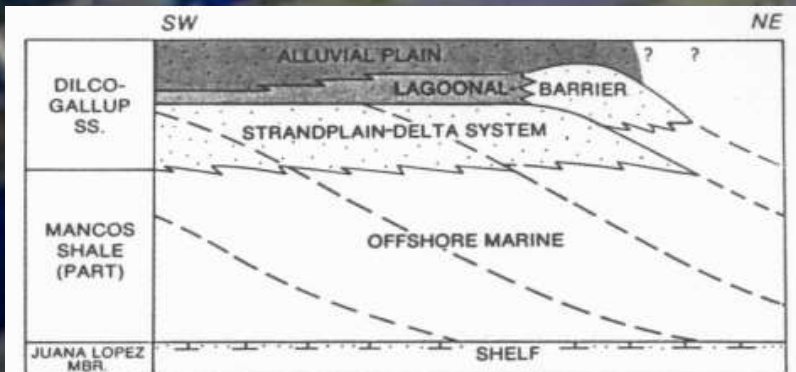 SW
NE
ALLUVIAL PLAIN
? ?
DILCO-
GALLUP
SS.
LAGOONAL-
BARRIER
STRANDPLAIN-DELTA SYSTEM
MANCOS
SHALE
(PART)
OFFSHORE MARINE
JUANA LOPEZ
MBR.
SHELF